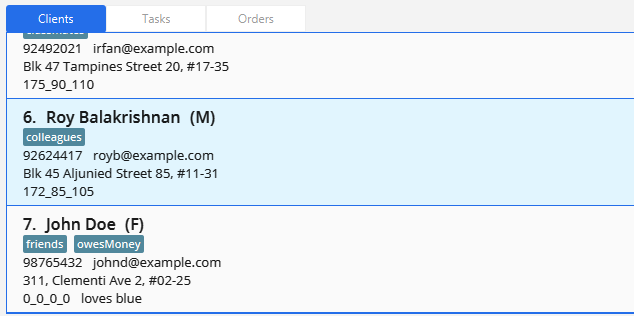 Clients Tasks Orders
classmates
92492021 irfan@example.com
Blk 47 Tampines Street 20, #17-35
175_90_110
6. Roy Balakrishnan (M)
colleagues
92624417 royb@example.com
Blk 45 Aljunied Street 85, #11-31
172_85_105
7. John Doe (F)
friends owesMoney
98765432 johnd@example.com
311, Clementi Ave 2, #02-25
0_0_0_0 loves blue